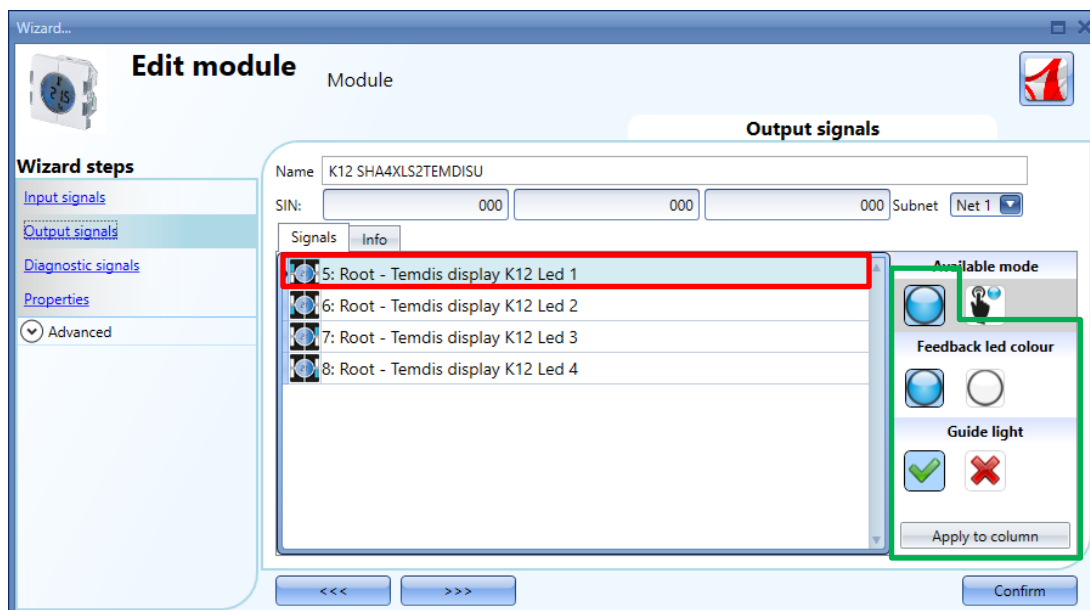 Wizard...
Edit module
Module
Output signals
Wizard steps
Input signals
Output signals
Diagnostic signals
Properties
Advanced
Name K12 SHA4XLS2TEMDISU
SIN: 000 000 000 Subnet Net 1
Signals Info
5: Root - Temdis display K12 Led 1
6: Root - Temdis display K12 Led 2
7: Root - Temdis display K12 Led 3
8: Root - Temdis display K12 Led 4
Available mode
Feedback led colour
Guide light
Apply to column
<<< >>> Confirm